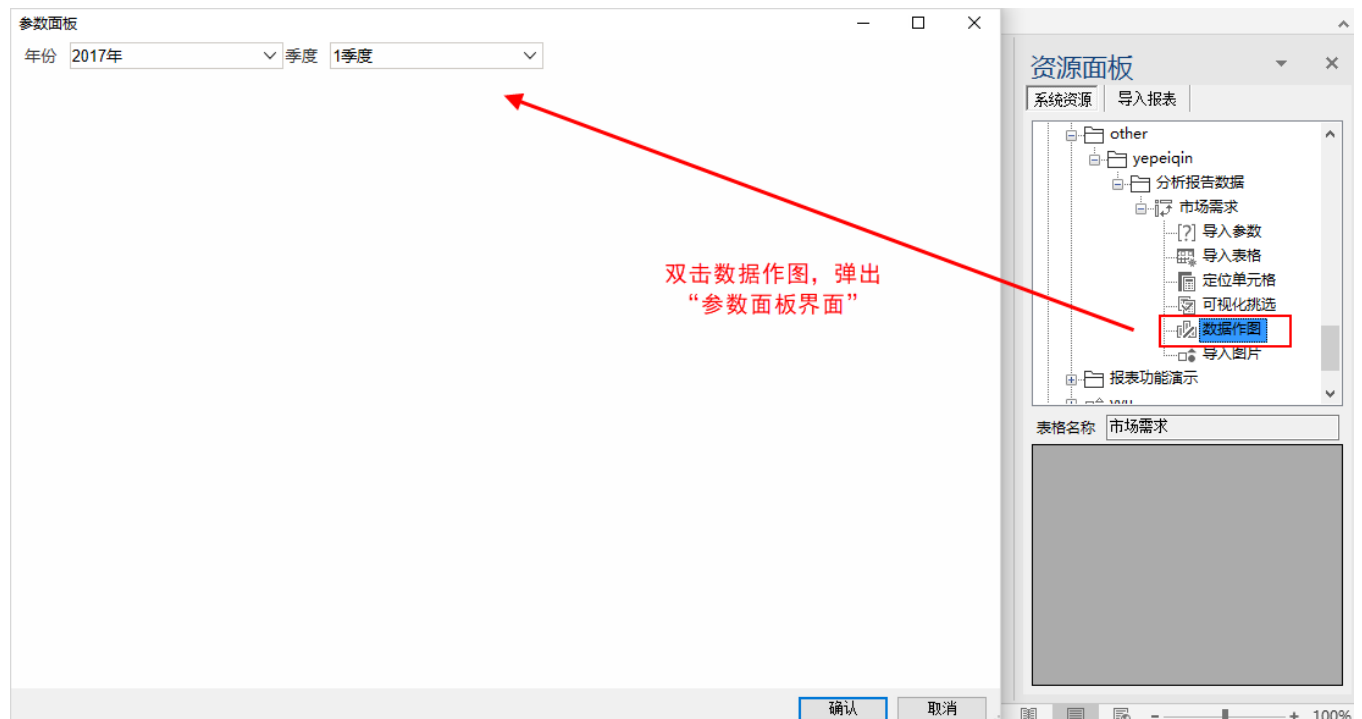 参数面板
年份 2017年 季度 1季度
双击数据作图，弹出
“参数面板界面”
确认 取消
资源面板
系统资源 导入报表
other
yepeiqin
分析报告数据
市场需求
[?] 导入参数
导入表格
定位单元格
可视化挑选
数据作图
导入图片
报表功能演示
表格名称 市场需求
100%